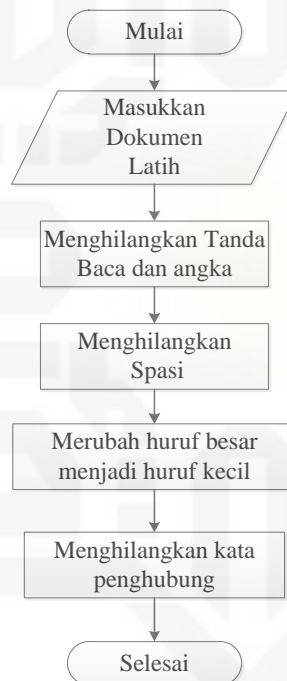 Mulai
Masukkan
Dokumen
Latih
Menghilangkan Tanda
Baca dan angka
Menghilangkan
Spasi
Merubah huruf besar
menjadi huruf kecil
Menghilangkan kata
penghubung
Selesai